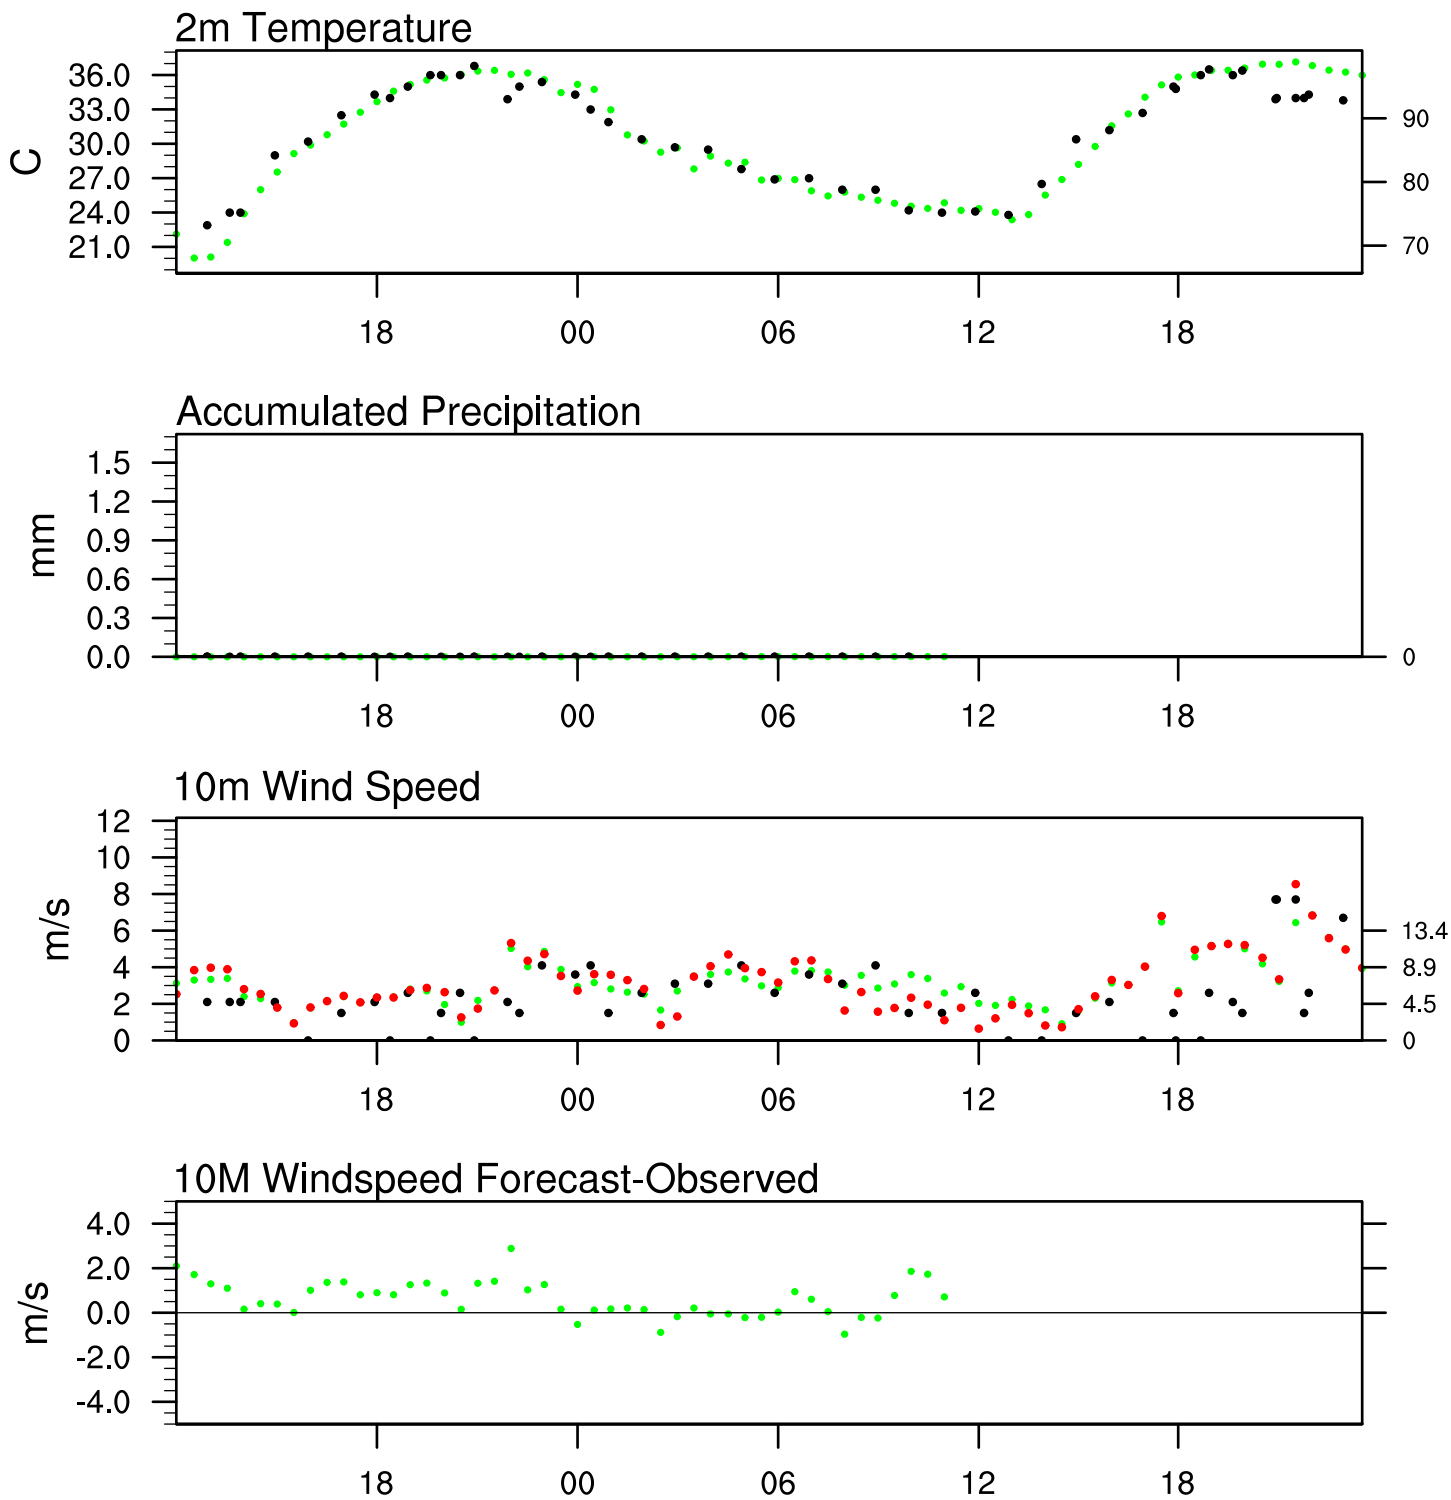 2m Temperature
36.0
33.0
30.0
27.0
24.0
21.0
C
90
80
70
18 00 06 12 18
Accumulated Precipitation
1.5
1.2
0.9
0.6
0.3
0.0
mm
0
18 00 06 12 18
10m Wind Speed
12
10
8
6
4
2
0
m/s
13.4
8.9
4.5
0
18 00 06 12 18
10M Windspeed Forecast-Observed
4.0
2.0
0.0
-2.0
-4.0
m/s
18 00 06 12 18